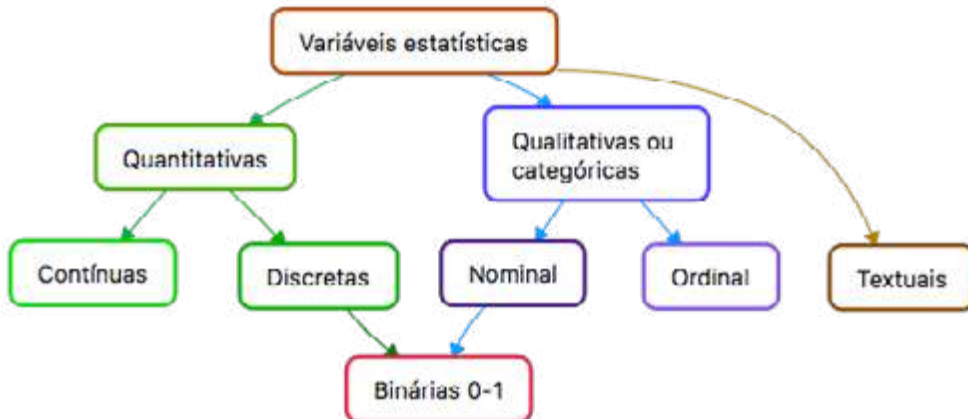 Variáveis estatísticas
Quantitativas
Qualitativas ou
categóricas
Contínuas
Discretas
Nominal
Ordinal
Textuais
Binárias 0-1